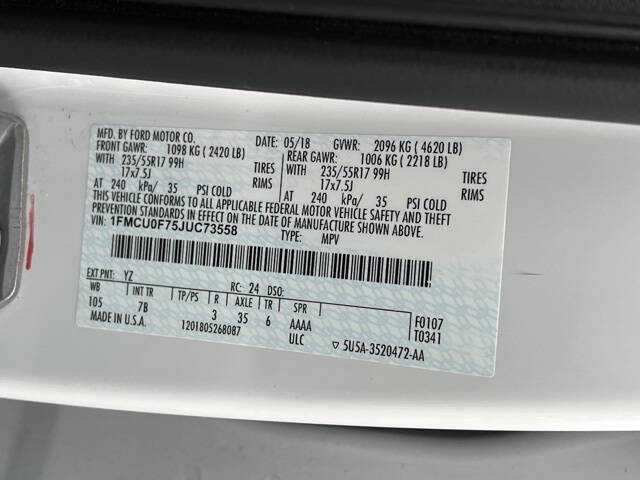 MFD. BY FORD MOTOR CO. DATE: 05/18 GVWR: 2096 KG (4620 LB)
FRONT GAWR: 1098 KG (2420 LB) REAR GAWR: 1006 KG (2218 LB)
WITH 235/55R17 99H TIRES WITH 235/55R17 99H TIRES
17x7.5J RIMS 17x7.5J RIMS
AT 240 kPa/ 35 PSI COLD AT 240 kPa/ 35 PSI COLD
THIS VEHICLE CONFORMS TO ALL APPLICABLE FEDERAL MOTOR VEHICLE SAFETY AND THEFT
PREVENTION STANDARDS IN EFFECT ON THE DATE OF MANUFACTURE SHOWN ABOVE.
VIN: 1FMCU0F75JUC73558 TYPE: MPV
EXT PNT: YZ RC: 24 DSO:
WB INT TR TP/PS R AXLE TR SPR
105 7B 3 35 6 AAAA F0107
MADE IN U.S.A. ULC T0341
1201805268087 5U5A-3520472-AA